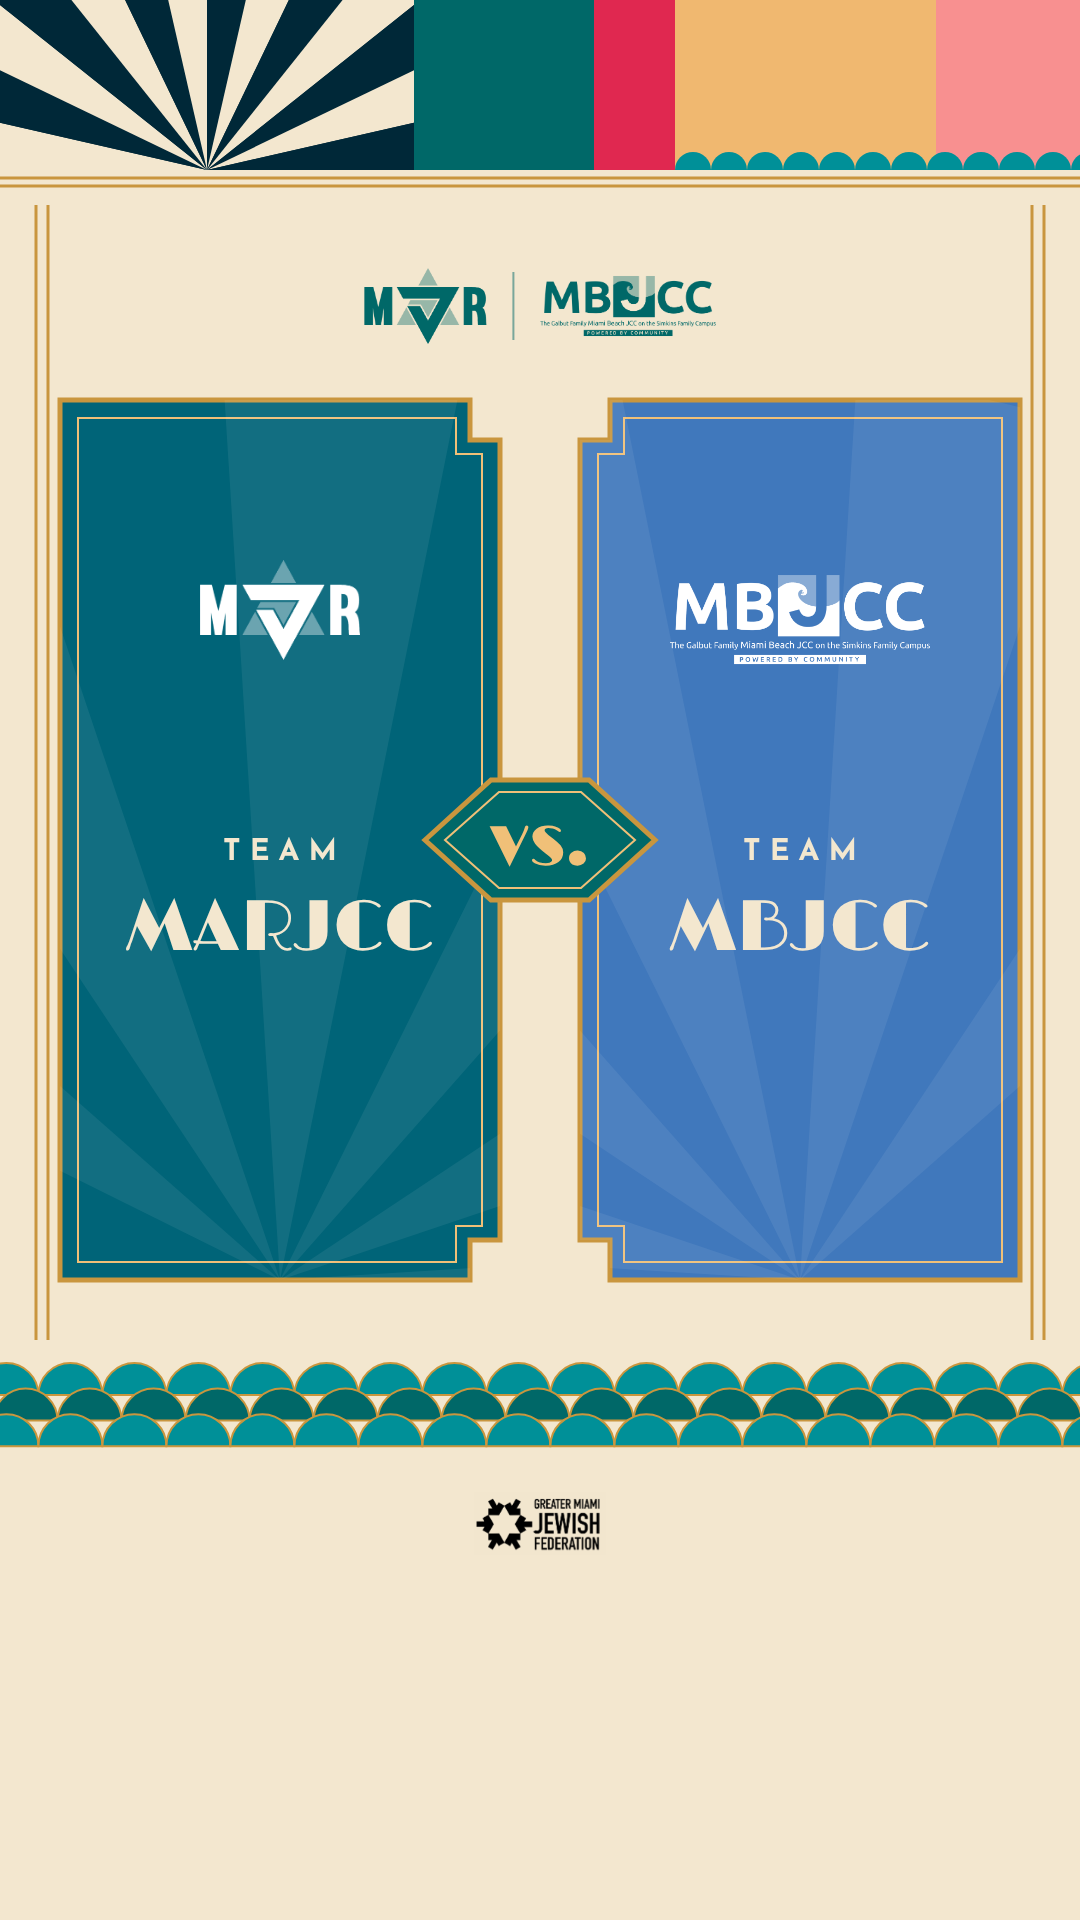 MAR
MBJCC
The Galbut Family Miami Beach JCC on the Simkins Family Campus
POWERED BY COMMUNITY
MAR
MBJCC
The Galbut Family Miami Beach JCC on the Simkins Family Campus
POWERED BY COMMUNITY
VS.
TEAM
MARJCC
TEAM
MBJCC
GREATER MIAMI
JEWISH
FEDERATION